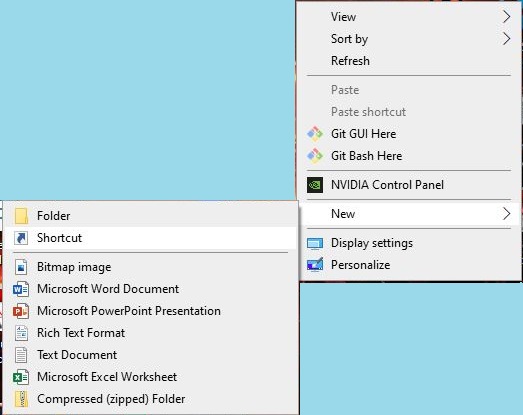 View
Sort by
Refresh
Paste
Paste shortcut
Git GUI Here
Git Bash Here
NVIDIA Control Panel
New
Display settings
Personalize
Folder
Shortcut
Bitmap image
Microsoft Word Document
Microsoft PowerPoint Presentation
Rich Text Format
Text Document
Microsoft Excel Worksheet
Compressed (zipped) Folder